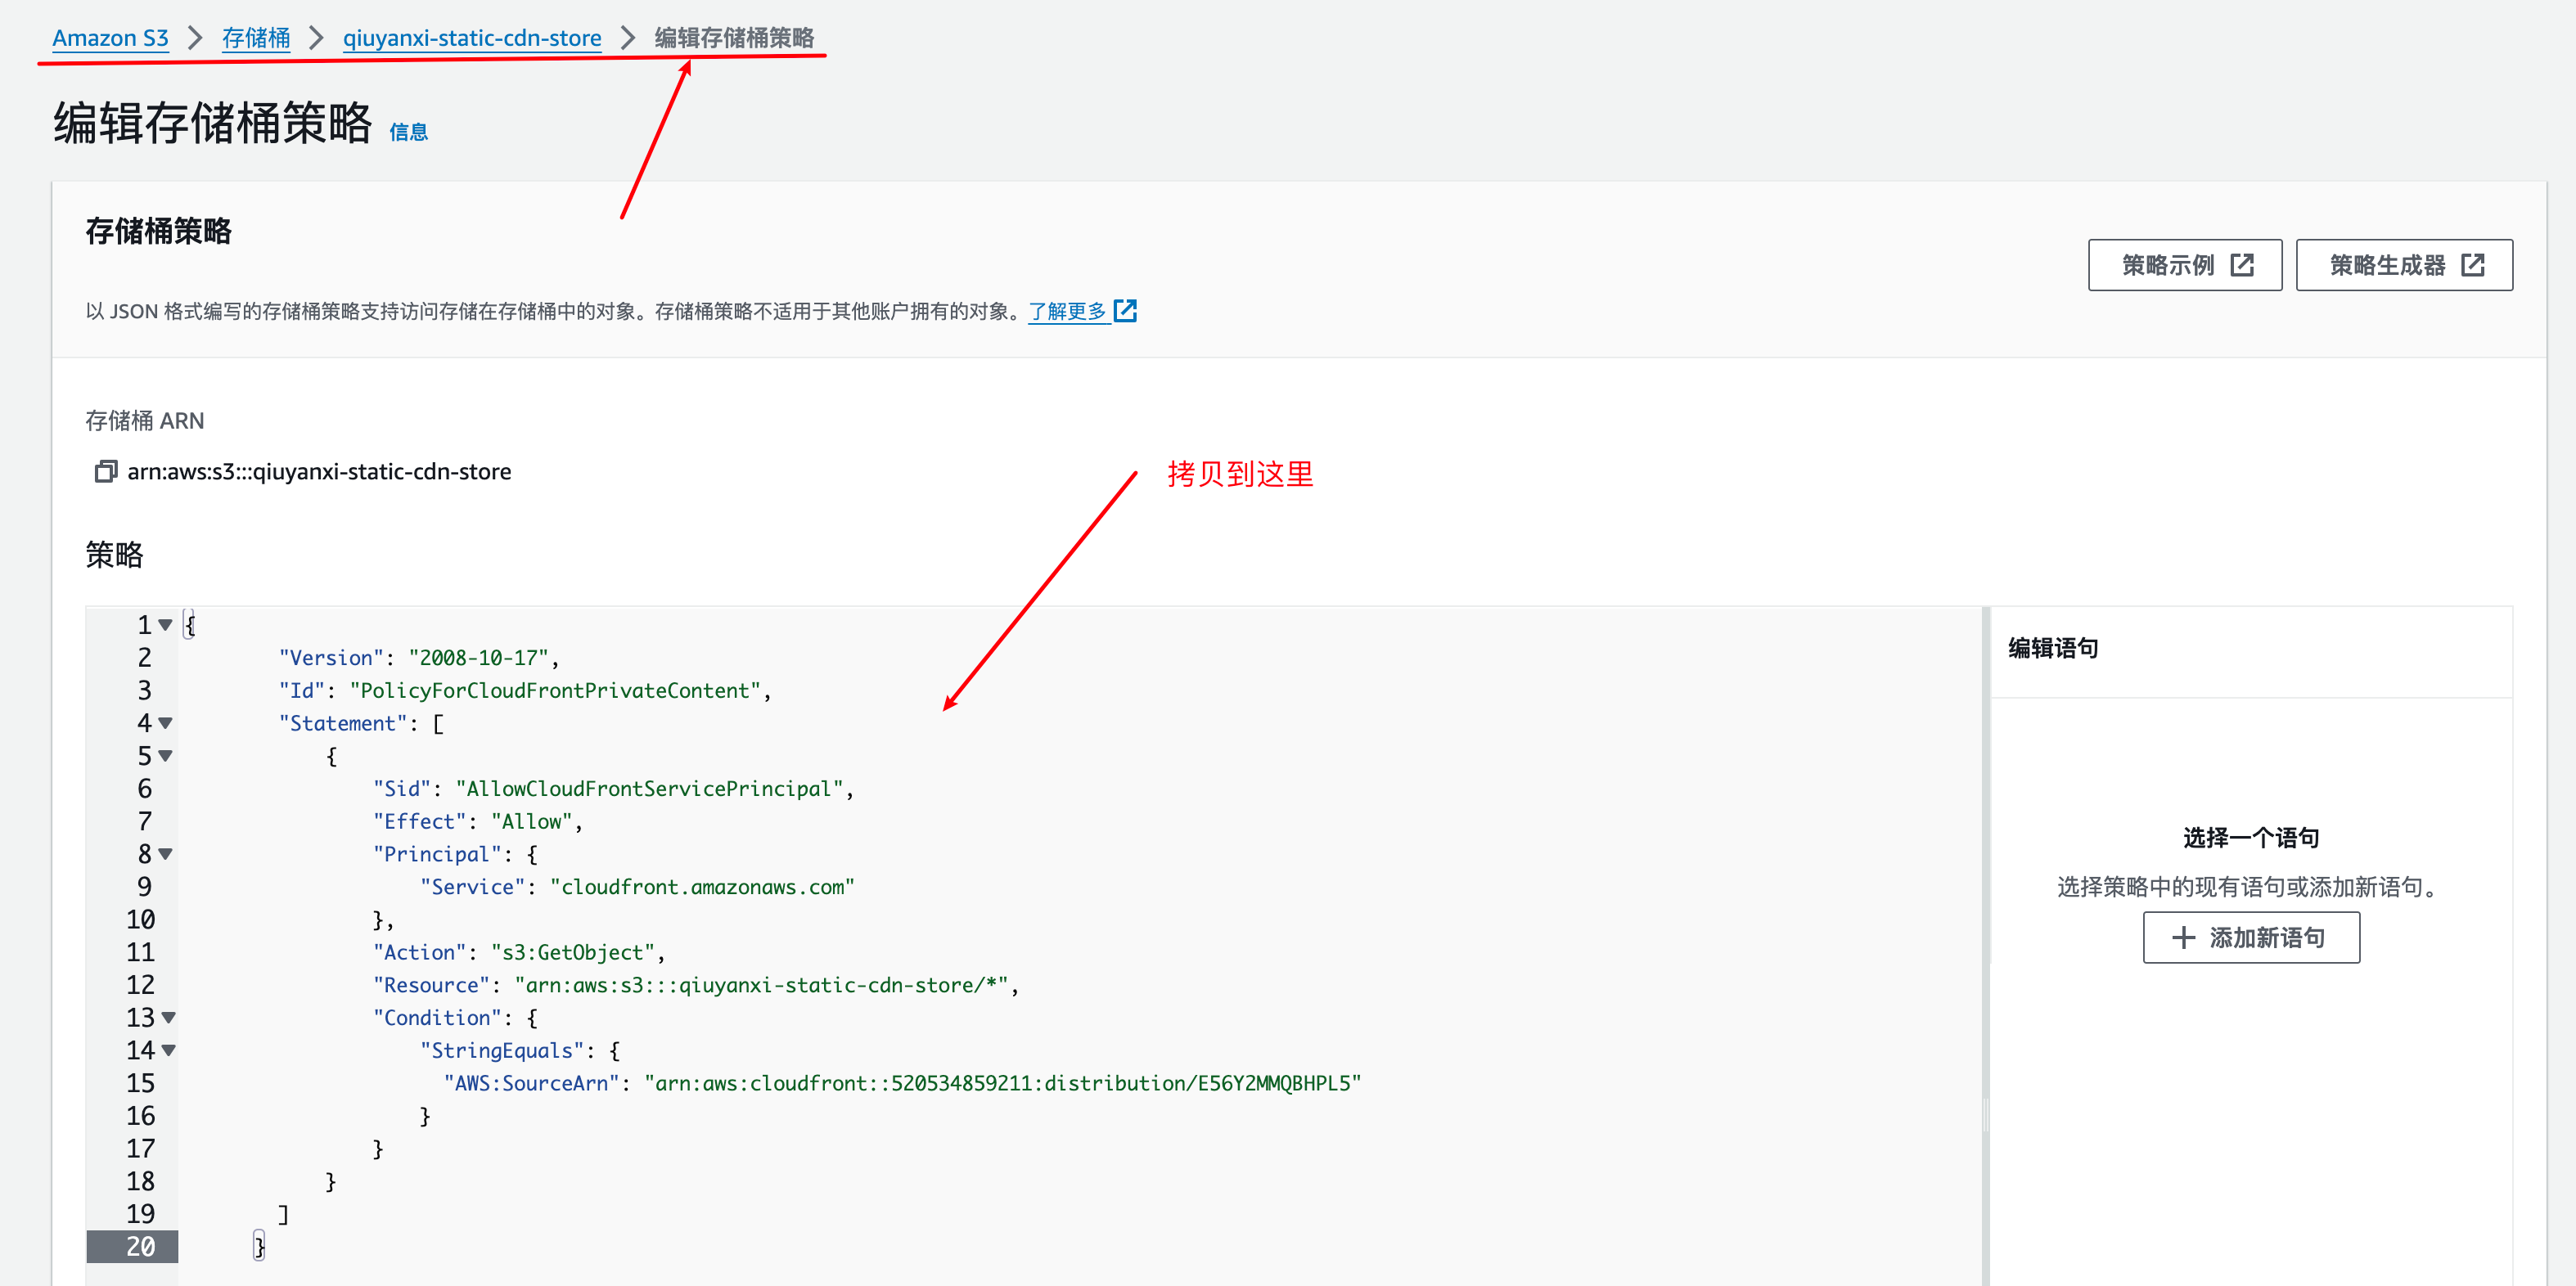 Amazon S3 > 存储桶 > qiuyanxi-static-cdn-store > 编辑存储桶策略
编辑存储桶策略 信息
存储桶策略
策略示例
策略生成器
以 JSON 格式编写的存储桶策略支持访问存储在存储桶中的对象。存储桶策略不适用于其他账户拥有的对象。了解更多
存储桶 ARN
arn:aws:s3:::qiuyanxi-static-cdn-store
拷贝到这里
策略
1 {
2 "Version": "2008-10-17",
3 "Id": "PolicyForCloudFrontPrivateContent",
4 "Statement": [
5 {
6 "Sid": "AllowCloudFrontServicePrincipal",
7 "Effect": "Allow",
8 "Principal": {
9 "Service": "cloudfront.amazonaws.com"
10 },
11 "Action": "s3:GetObject",
12 "Resource": "arn:aws:s3:::qiuyanxi-static-cdn-store/*",
13 "Condition": {
14 "StringEquals": {
15 "AWS:SourceArn": "arn:aws:cloudfront::520534859211:distribution/E56Y2MMQBHPL5"
16 }
17 }
18 }
19 ]
20 }
编辑语句
选择一个语句
选择策略中的现有语句或添加新语句。
+ 添加新语句